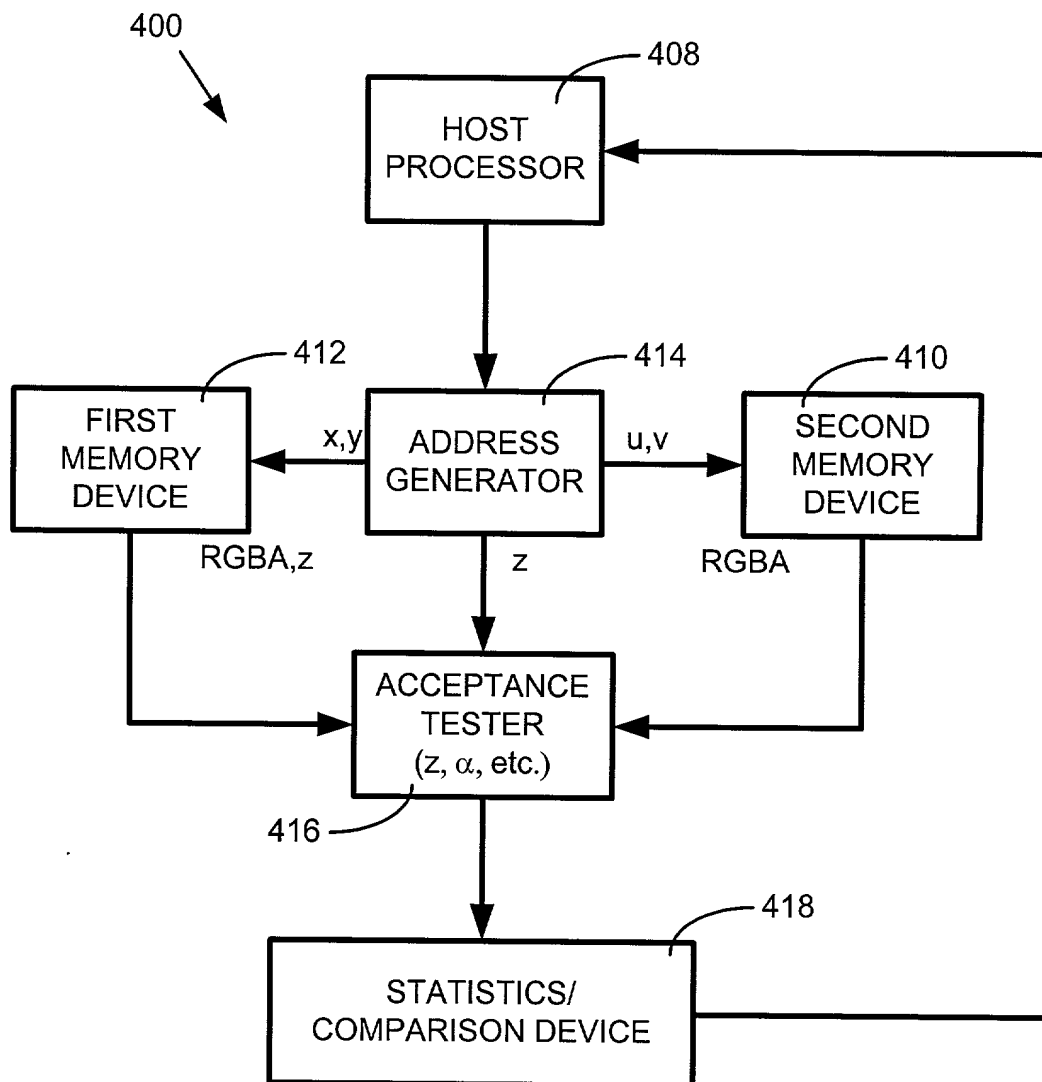 400
408
HOST
PROCESSOR
412
414
410
FIRST
MEMORY
DEVICE
x,y
ADDRESS
GENERATOR
u,v
SECOND
MEMORY
DEVICE
RGBA,z
z
RGBA
ACCEPTANCE
TESTER
(z, α, etc.)
416
418
STATISTICS/
COMPARISON DEVICE